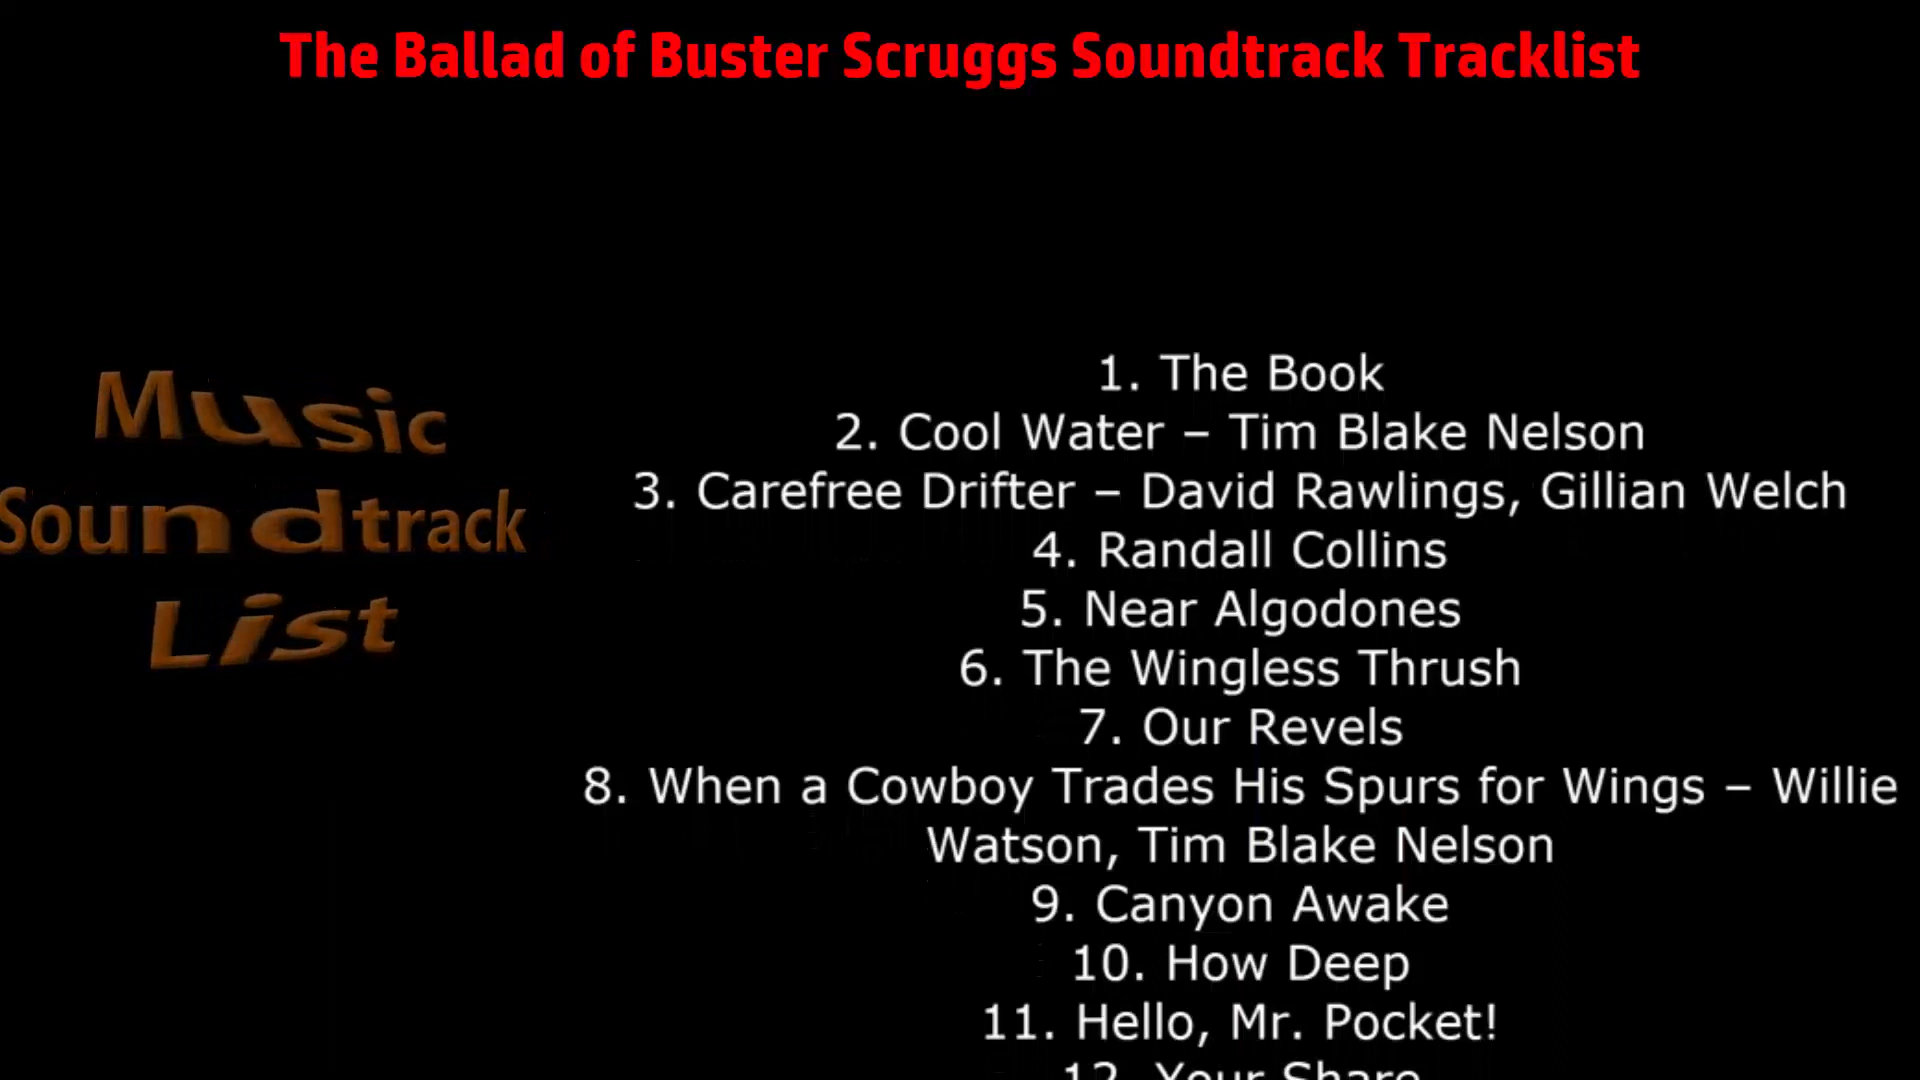 The Ballad of Buster Scruggs Soundtrack Tracklist
Music
Soundtrack
List
1. The Book
2. Cool Water – Tim Blake Nelson
3. Carefree Drifter – David Rawlings, Gillian Welch
4. Randall Collins
5. Near Algodones
6. The Wingless Thrush
7. Our Revels
8. When a Cowboy Trades His Spurs for Wings – Willie
Watson, Tim Blake Nelson
9. Canyon Awake
10. How Deep
11. Hello, Mr. Pocket!
12. Your Share